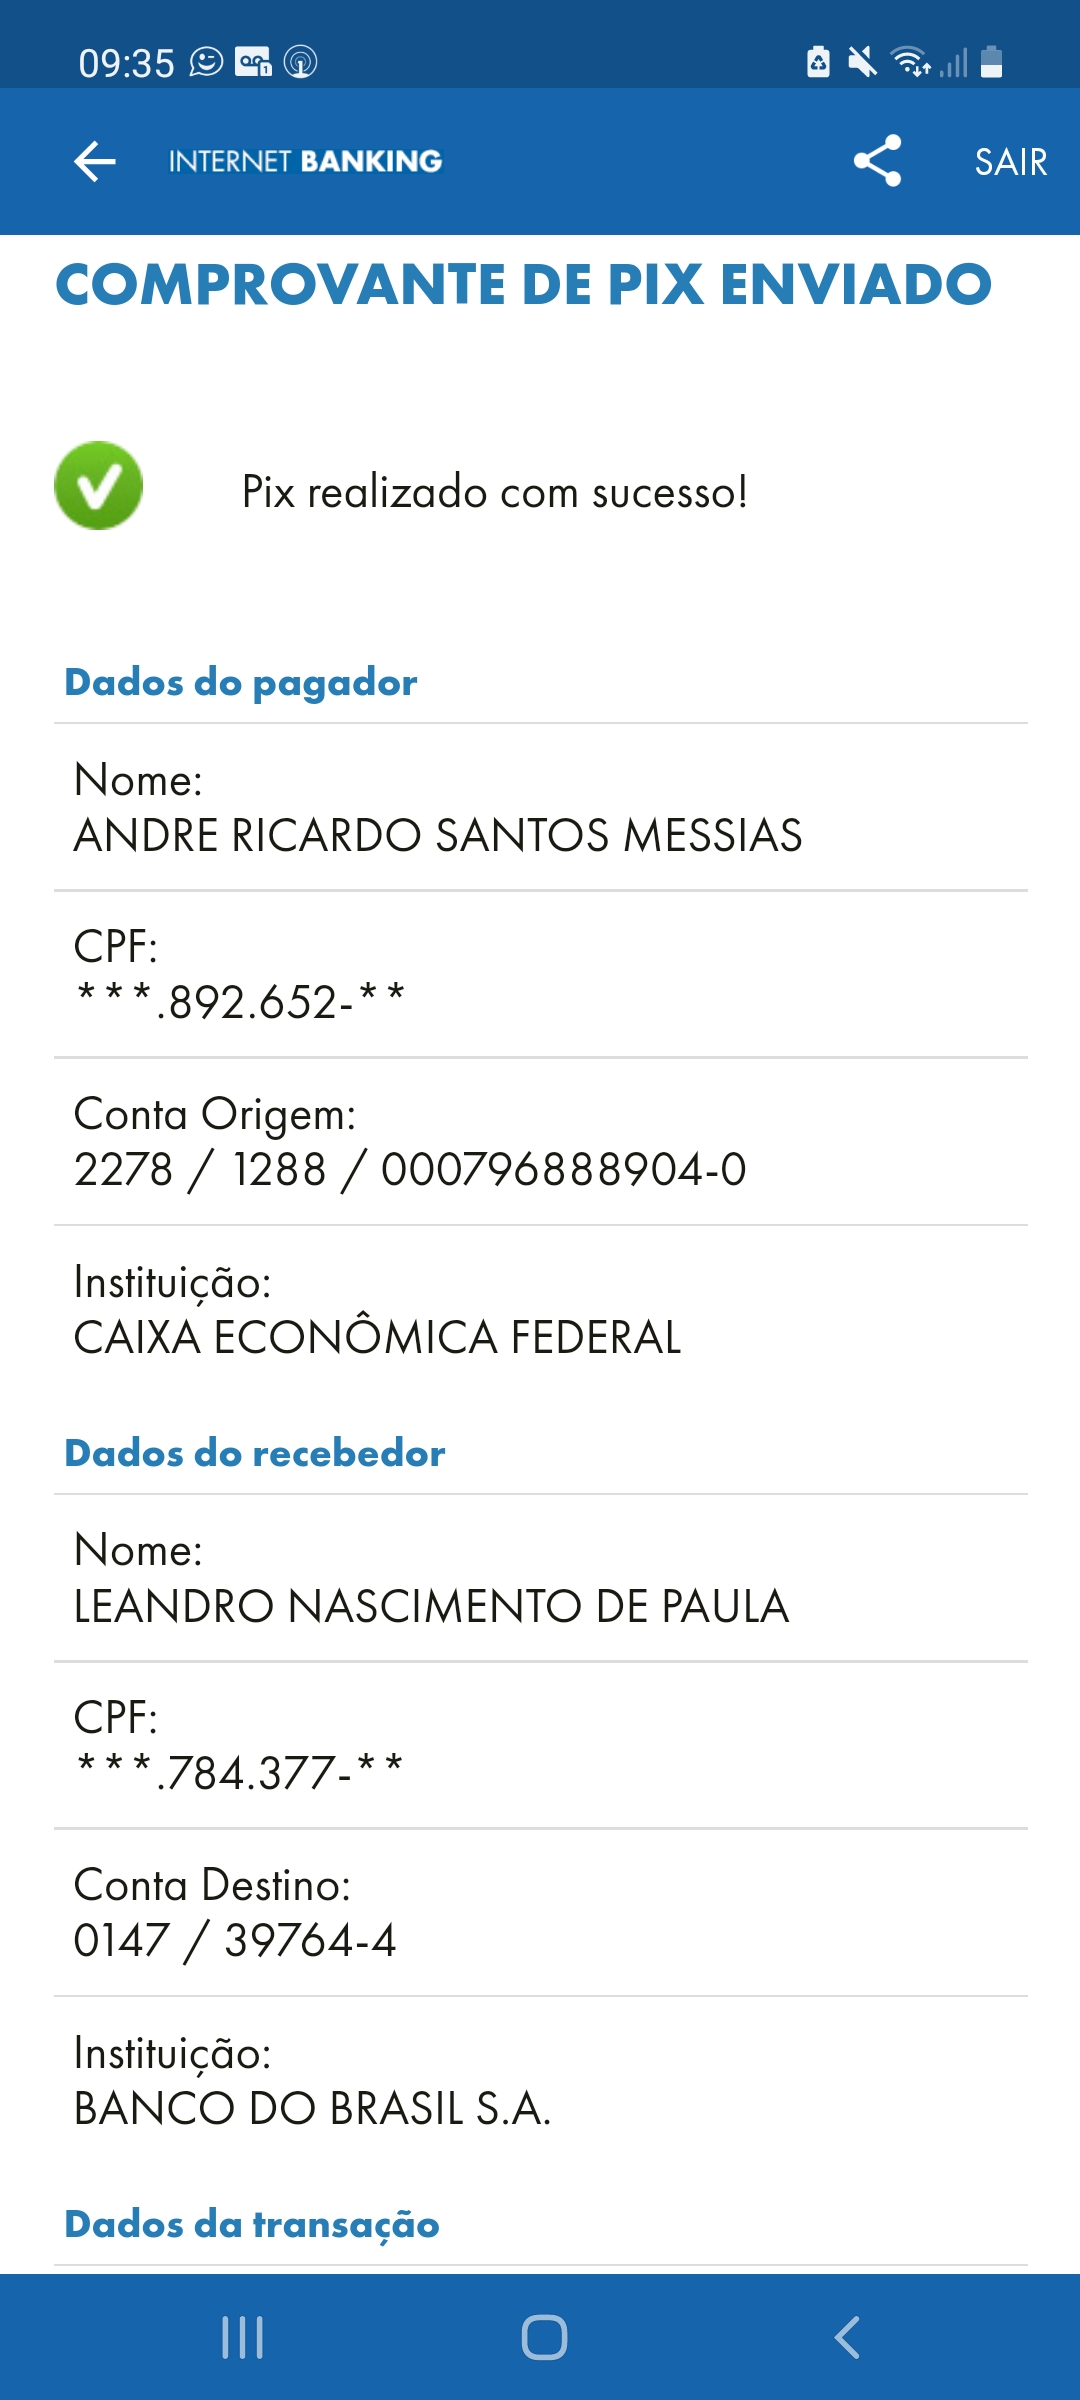 09:35
INTERNET BANKING
SAIR
COMPROVANTE DE PIX ENVIADO
Pix realizado com sucesso!
Dados do pagador
Nome:
ANDRE RICARDO SANTOS MESSIAS
CPF:
***.892.652-**
Conta Origem:
2278 / 1288 / 000796888904-0
Instituição:
CAIXA ECONÔMICA FEDERAL
Dados do recebedor
Nome:
LEANDRO NASCIMENTO DE PAULA
CPF:
***.784.377-**
Conta Destino:
0147 / 39764-4
Instituição:
BANCO DO BRASIL S.A.
Dados da transação